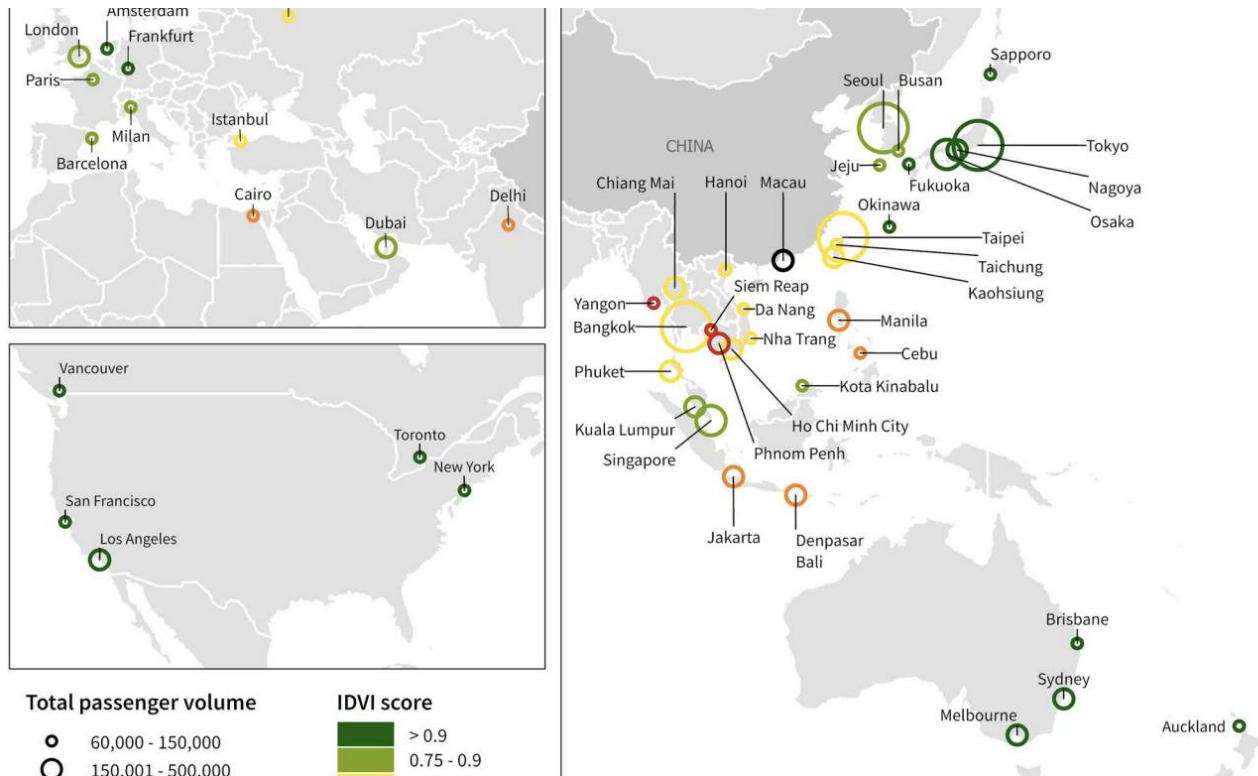 Amsterdam
London
Frankfurt
Paris
Milan
Istanbul
Barcelona
Cairo
Delhi
Dubai
Vancouver
Toronto
New York
San Francisco
Los Angeles
Total passenger volume
60,000 - 150,000
150,001 - 500,000
IDVI score
> 0.9
0.75 - 0.9
Sapporo
Seoul
Busan
CHINA
Tokyo
Jeju
Fukuoka
Nagoya
Chiang Mai
Hanoi
Macau
Okinawa
Osaka
Taipei
Taichung
Siem Reap
Kaohsiung
Yangon
Da Nang
Bangkok
Manila
Nha Trang
Cebu
Phuket
Kota Kinabalu
Kuala Lumpur
Ho Chi Minh City
Singapore
Phnom Penh
Jakarta
Denpasar
Bali
Brisbane
Sydney
Melbourne
Auckland